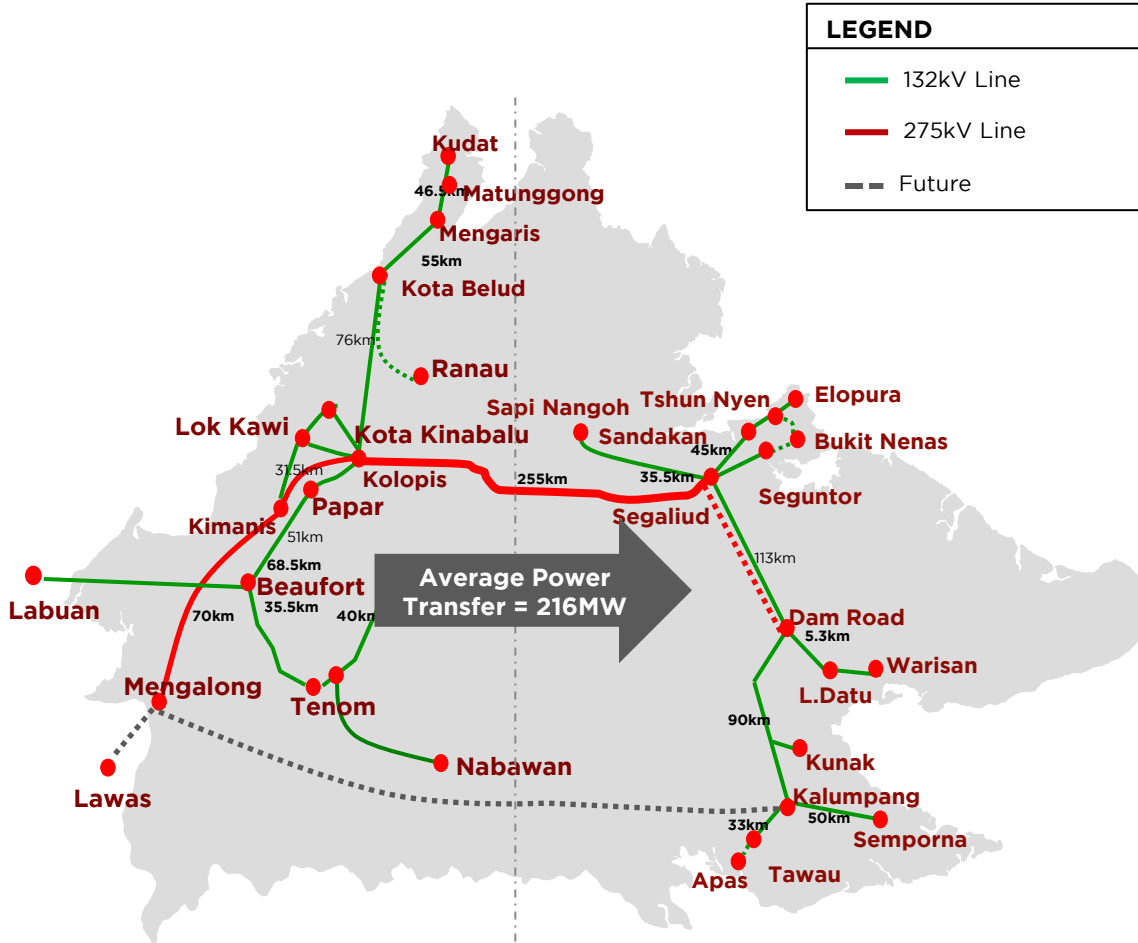 LEGEND
132kV Line
275kV Line
Future
Kudat
46.5km
Matunggong
Mengaris
55km
Kota Belud
76km
Ranau
Elopura
Tshun Nyen
Sapi Nangoh
Lok Kawi
Kota Kinabalu
Sandakan
45km
Bukit Nenas
31.5km
Kolopis
255km
35.5km
Seguntor
Papar
Segaliud
Kimanis
51km
113km
68.5km
Beaufort
Average Power
Transfer = 216MW
Labuan
70km
35.5km
40km
Dam Road
5.3km
Warisan
L.Datu
Mengalong
Tenom
90km
Nabawan
Kunak
Lawas
Kalumpang
33km
50km
Semporna
Apas
Tawau